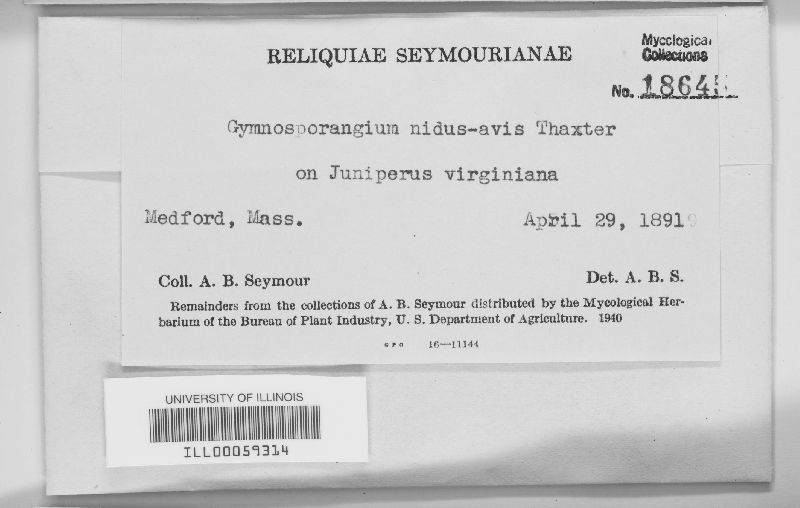 RELIQUIAE SEYMOURIANAE
Mycological
Collections
No. 18645
Gymnosporangium nidus-avis Thaxter
on Juniperus virginiana
Medford, Mass. April 29, 1891
Coll. A. B. Seymour Det. A. B. S.
Remainders from the collections of A. B. Seymour distributed by the Mycological Her-
barium of the Bureau of Plant Industry, U. S. Department of Agriculture. 1940
GPO 16—11144
UNIVERSITY OF ILLINOIS
ILL00059314